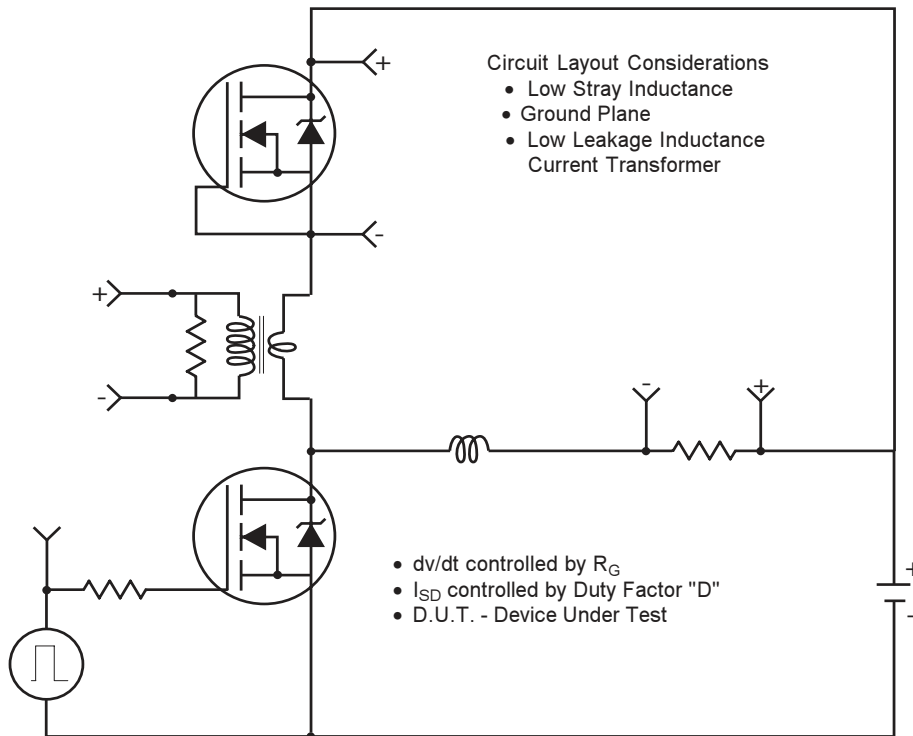 +
Circuit Layout Considerations
• Low Stray Inductance
• Ground Plane
• Low Leakage Inductance
Current Transformer
-
+
-
- +
• dv/dt controlled by RG
• ISD controlled by Duty Factor "D"
• D.U.T. - Device Under Test
+
-